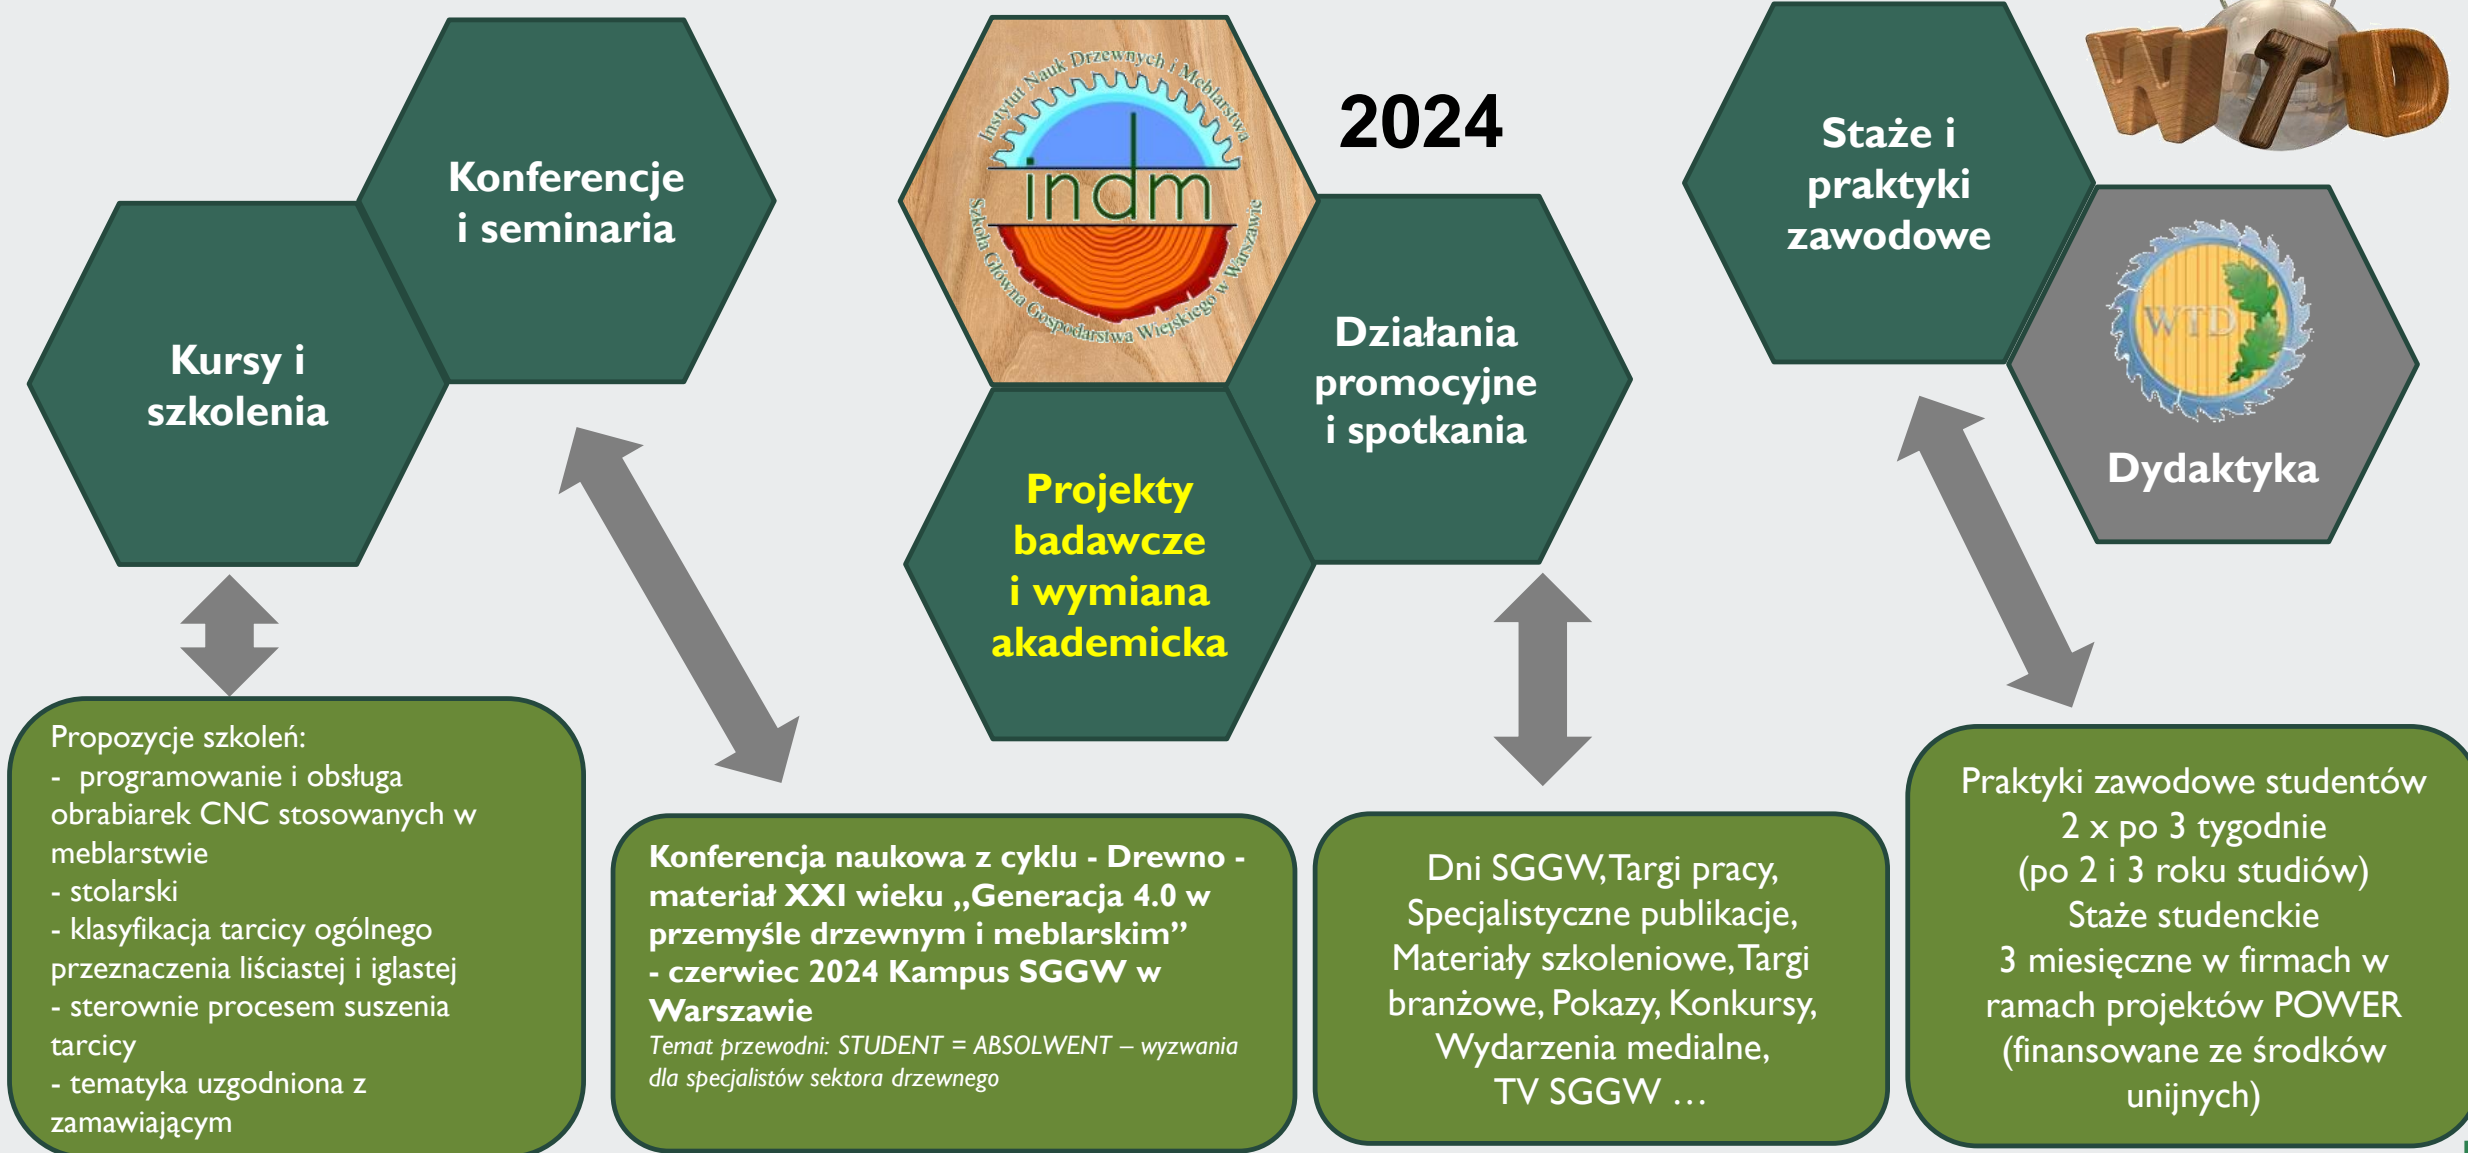 Kursy i
szkolenia
Konferencje
i seminaria
Instytut Nauk Drzewnych i Meblarstwa
indm
Szkoła Główna Gospodarstwa Wiejskiego w Warszawie
2024
Działania
promocyjne
i spotkania
Projekty
badawcze
i wymiana
akademicka
Staże i
praktyki
zawodowe
WTD
WTD
Dydaktyka
Propozycje szkoleń:
- programowanie i obsługa
obrabiarek CNC stosowanych w
meblarstwie
- stolarski
- klasyfikacja tarcicy ogólnego
przeznaczenia liściastej i iglastej
- sterownie procesem suszenia
tarcicy
- tematyka uzgodniona z
zamawiającym
Konferencja naukowa z cyklu - Drewno -
materiał XXI wieku „Generacja 4.0 w
przemyśle drzewnym i meblarskim”
- czerwiec 2024 Kampus SGGW w
Warszawie
Temat przewodni: STUDENT = ABSOLWENT – wyzwania
dla specjalistów sektora drzewnego
Dni SGGW, Targi pracy,
Specjalistyczne publikacje,
Materiały szkoleniowe, Targi
branżowe, Pokazy, Konkursy,
Wydarzenia medialne,
TV SGGW …
Praktyki zawodowe studentów
2 x po 3 tygodnie
(po 2 i 3 roku studiów)
Staże studenckie
3 miesięczne w firmach w
ramach projektów POWER
(finansowane ze środków
unijnych)